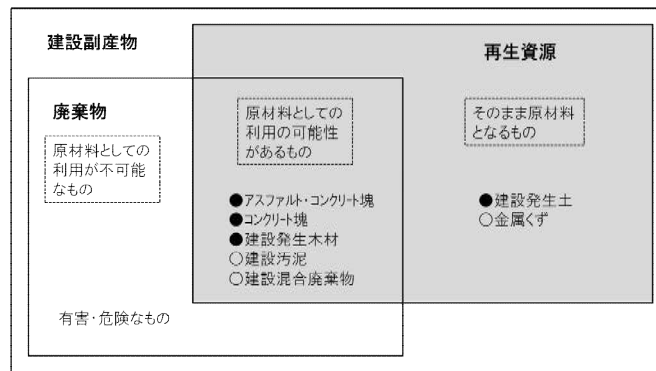 建設副産物
再生資源
廃棄物
原材料としての
利用が不可能
なもの
原材料としての
利用の可能性
があるもの
そのまま原材料
となるもの
●アスファルト・コンクリート塊
●コンクリート塊
●建設発生木材
○建設汚泥
○建設混合廃棄物
●建設発生土
○金属くず
有害・危険なもの